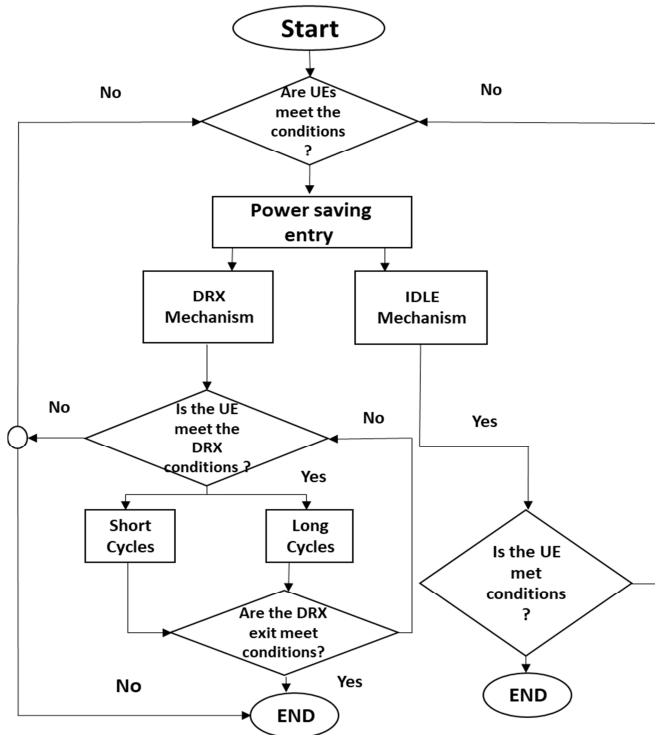 Start
No
Are UEs
meet the
conditions
?
No
Power saving
entry
DRX
Mechanism
IDLE
Mechanism
No
Is the UE
meet the
DRX
conditions ?
No
Yes
Yes
Short
Cycles
Long
Cycles
Is the UE
met
conditions
?
Are the DRX
exit meet
conditions?
No
Yes
END
END